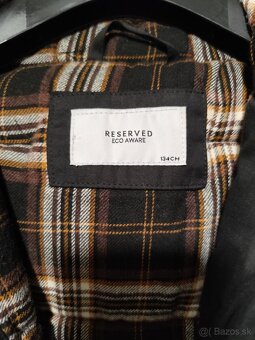 RESERVED
ECO AWARE
134CM
© Bazos.sk